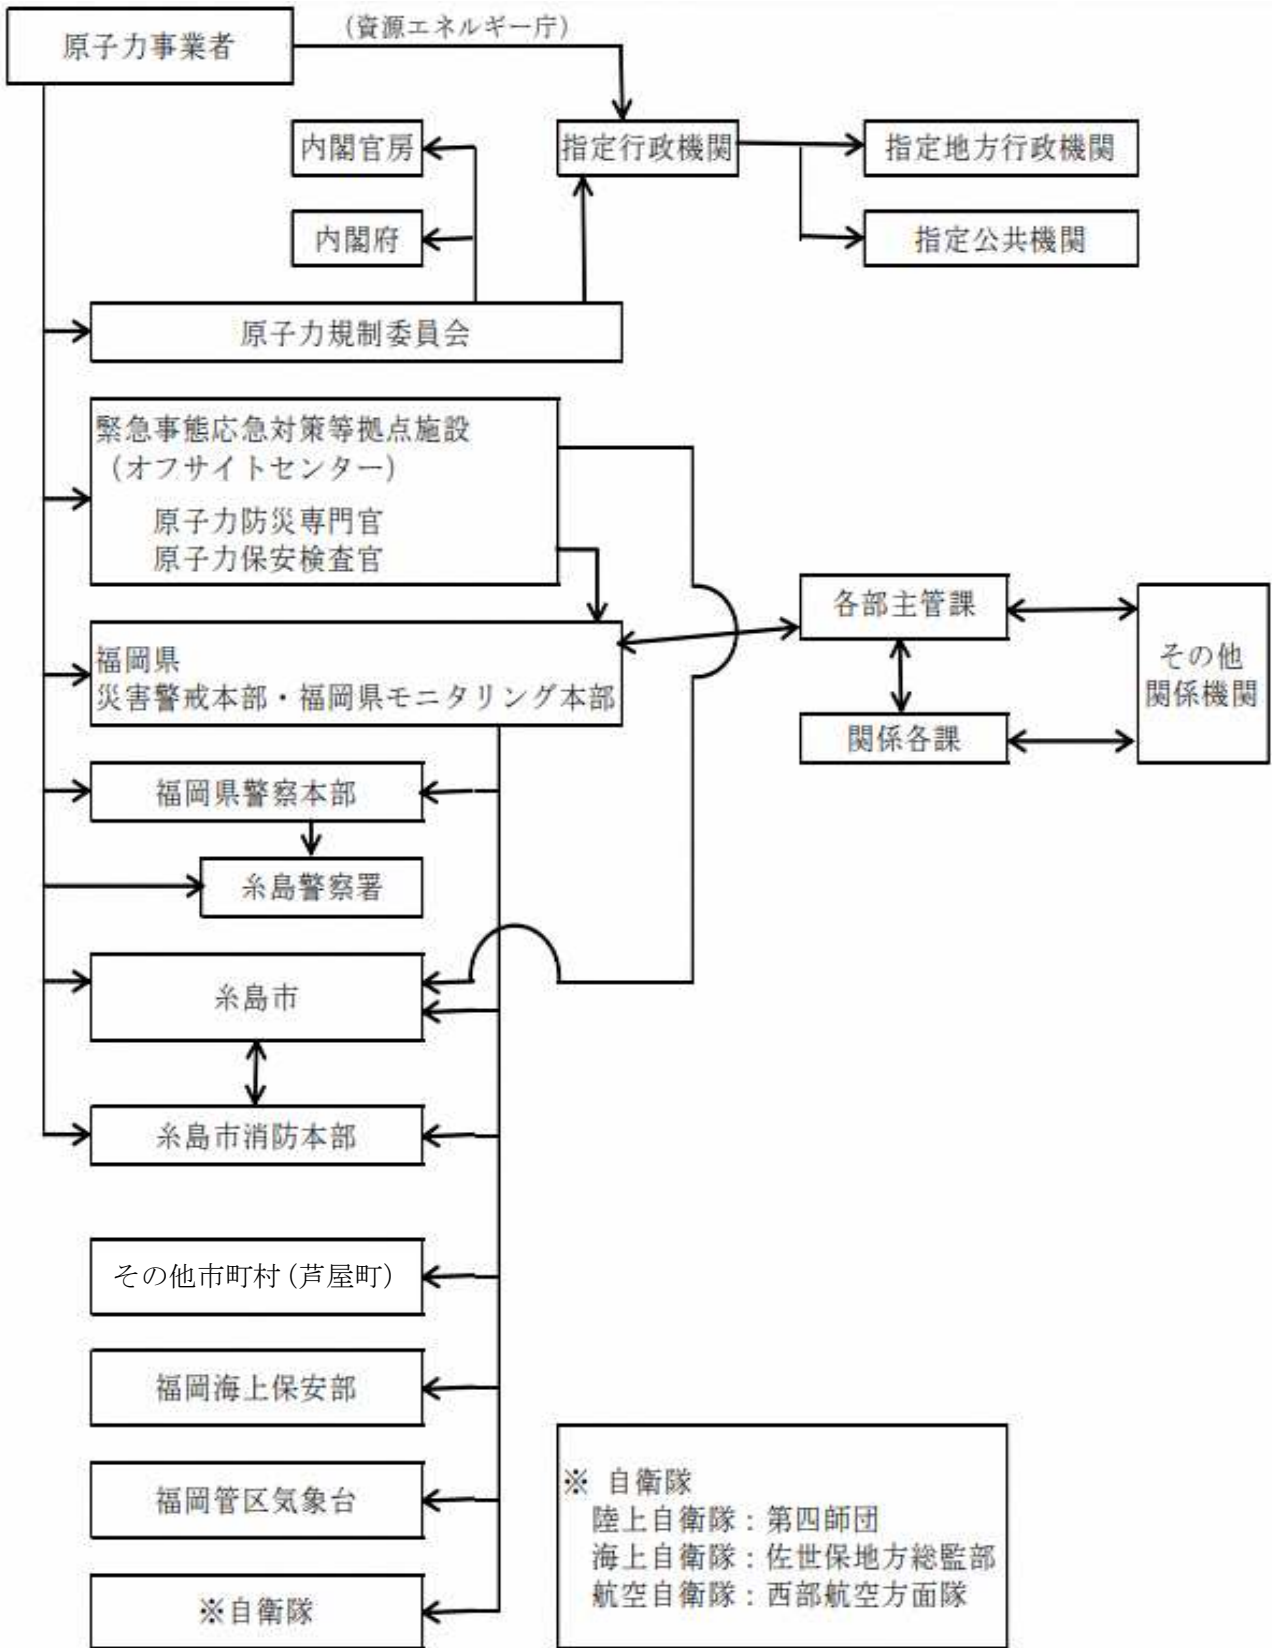 原子力事業者
（資源エネルギー庁）
内閣官房
指定行政機関
指定地方行政機関
内閣府
指定公共機関
原子力規制委員会
緊急事態応急対策等拠点施設
（オフサイトセンター）
原子力防災専門官
原子力保安検査官
各部主管課
その他
関係機関
福岡県
災害警戒本部・福岡県モニタリング本部
関係各課
福岡県警察本部
糸島警察署
糸島市
糸島市消防本部
その他市町村（芦屋町）
福岡海上保安部
福岡管区気象台
※自衛隊
※ 自衛隊
陸上自衛隊：第四師団
海上自衛隊：佐世保地方総監部
航空自衛隊：西部航空方面隊